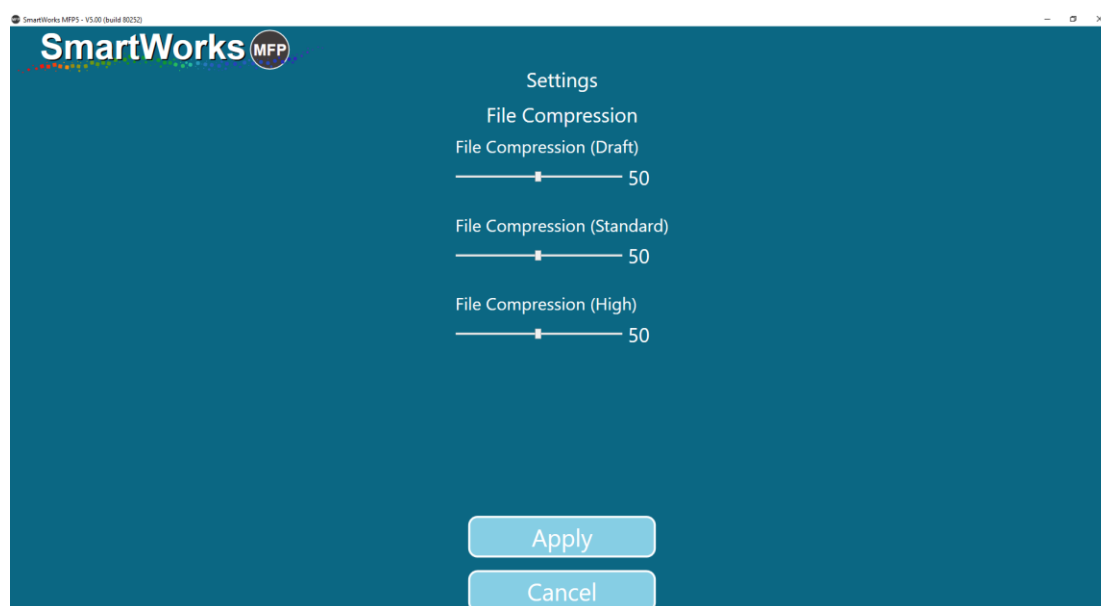 SmartWorks MFP5 - V5.00 (build 80252)
SmartWorks MFP
Settings
File Compression
File Compression (Draft)
50
File Compression (Standard)
50
File Compression (High)
50
Apply
Cancel